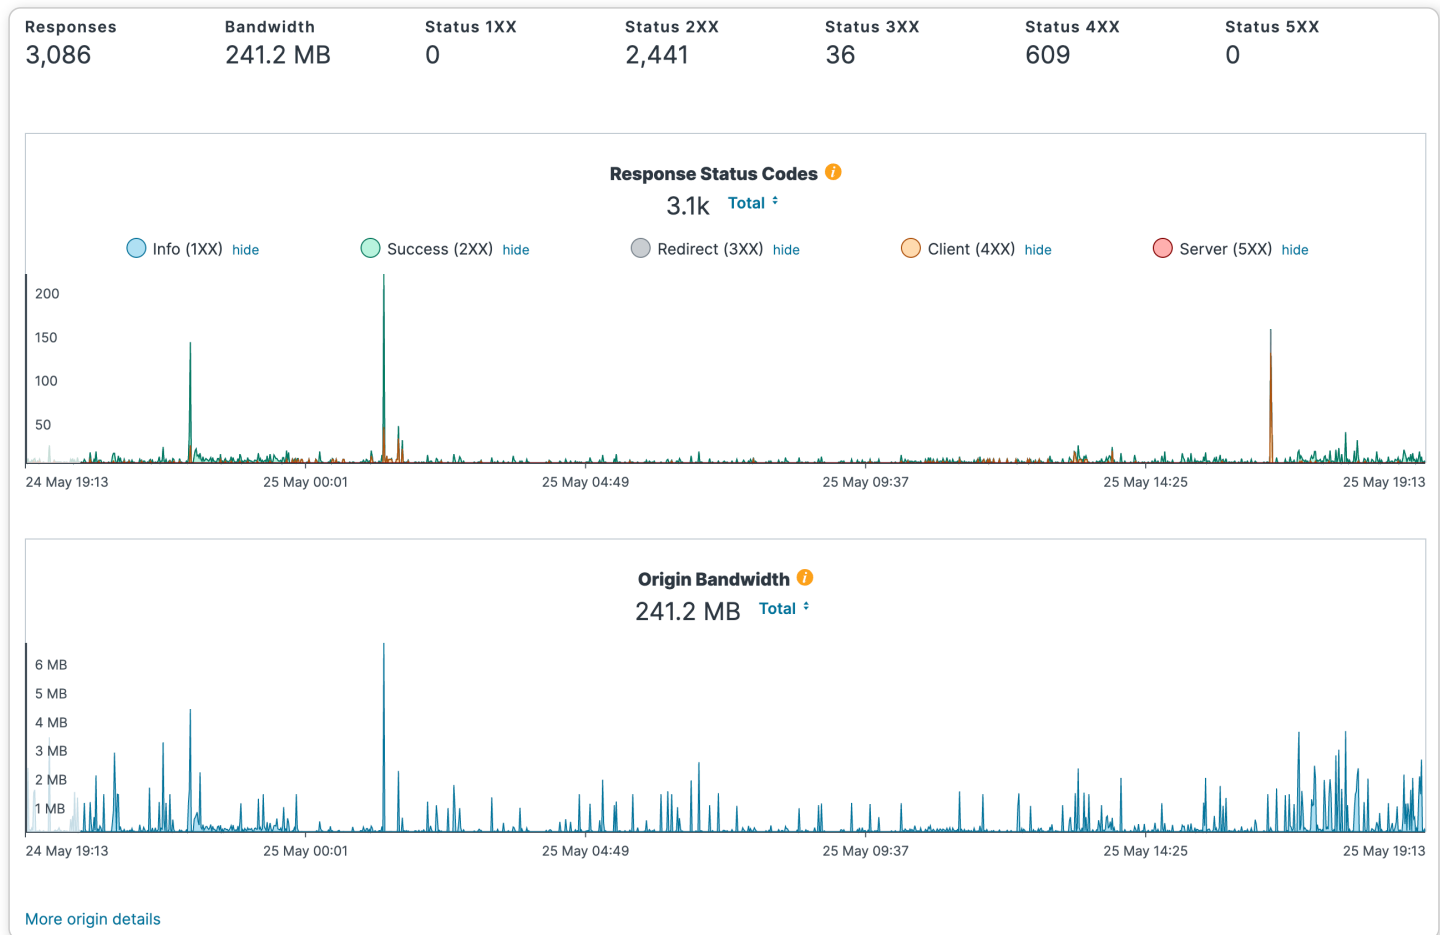 Responses Bandwidth Status 1XX Status 2XX Status 3XX Status 4XX Status 5XX
3,086 241.2 MB 0 2,441 36 609 0
Response Status Codes i
3.1k Total
Info (1XX) hide Success (2XX) hide Redirect (3XX) hide Client (4XX) hide Server (5XX) hide
200
150
100
50
24 May 19:13 25 May 00:01 25 May 04:49 25 May 09:37 25 May 14:25 25 May 19:13
Origin Bandwidth i
241.2 MB Total
6 MB
5 MB
4 MB
3 MB
2 MB
1 MB
24 May 19:13 25 May 00:01 25 May 04:49 25 May 09:37 25 May 14:25 25 May 19:13
More origin details